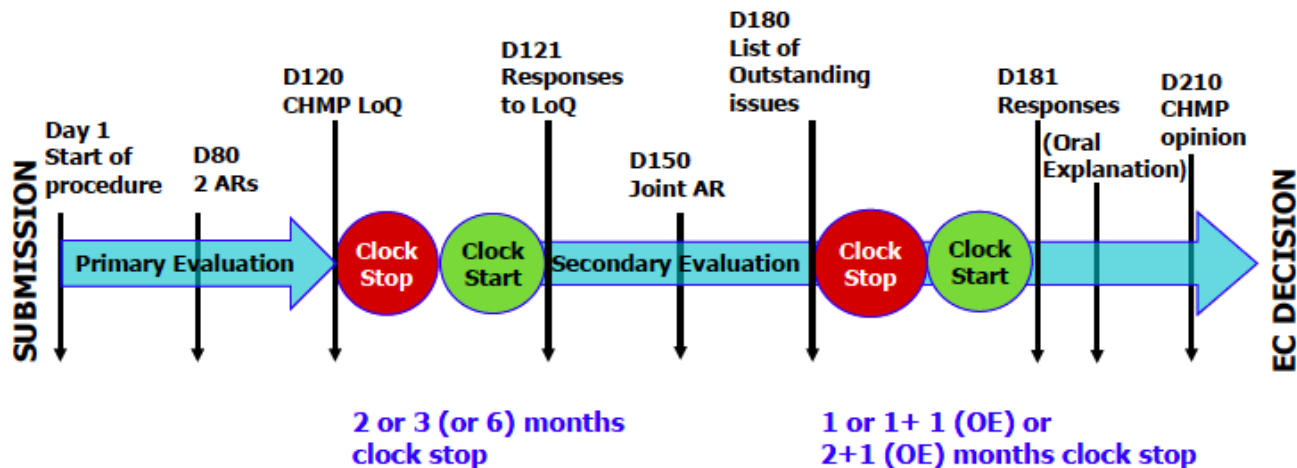 SUBMISSION
Day 1
Start of
procedure
D80
2 ARs
D120
CHMP LoQ
D121
Responses
to LoQ
D150
Joint AR
D180
List of
Outstanding
issues
D181
Responses
(Oral
Explanation)
D210
CHMP
opinion
Primary Evaluation
Clock
Stop
Clock
Start
Secondary Evaluation
Clock
Stop
Clock
Start
EC DECISION
2 or 3 (or 6) months
clock stop
1 or 1+ 1 (OE) or
2+1 (OE) months clock stop